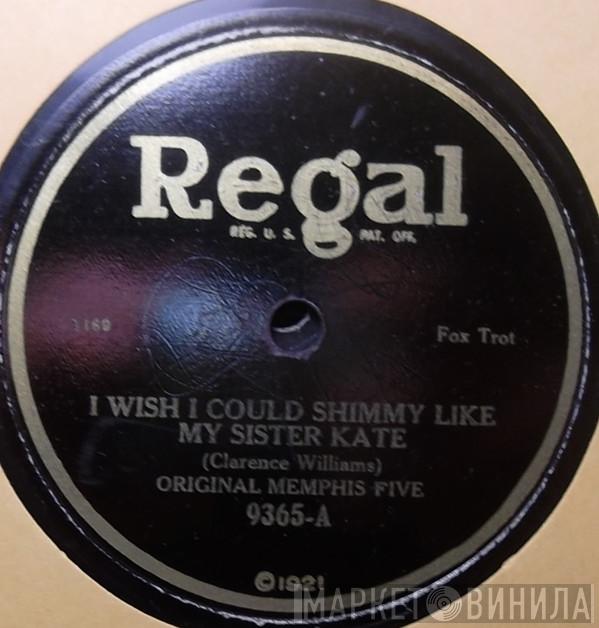 Regal
REG. U. S. PAT. OFF.
1160
Fox Trot
I WISH I COULD SHIMMY LIKE
MY SISTER KATE
(Clarence Williams)
ORIGINAL MEMPHIS FIVE
9365-A
©1921
МАРКЕТ ВИНИЛА